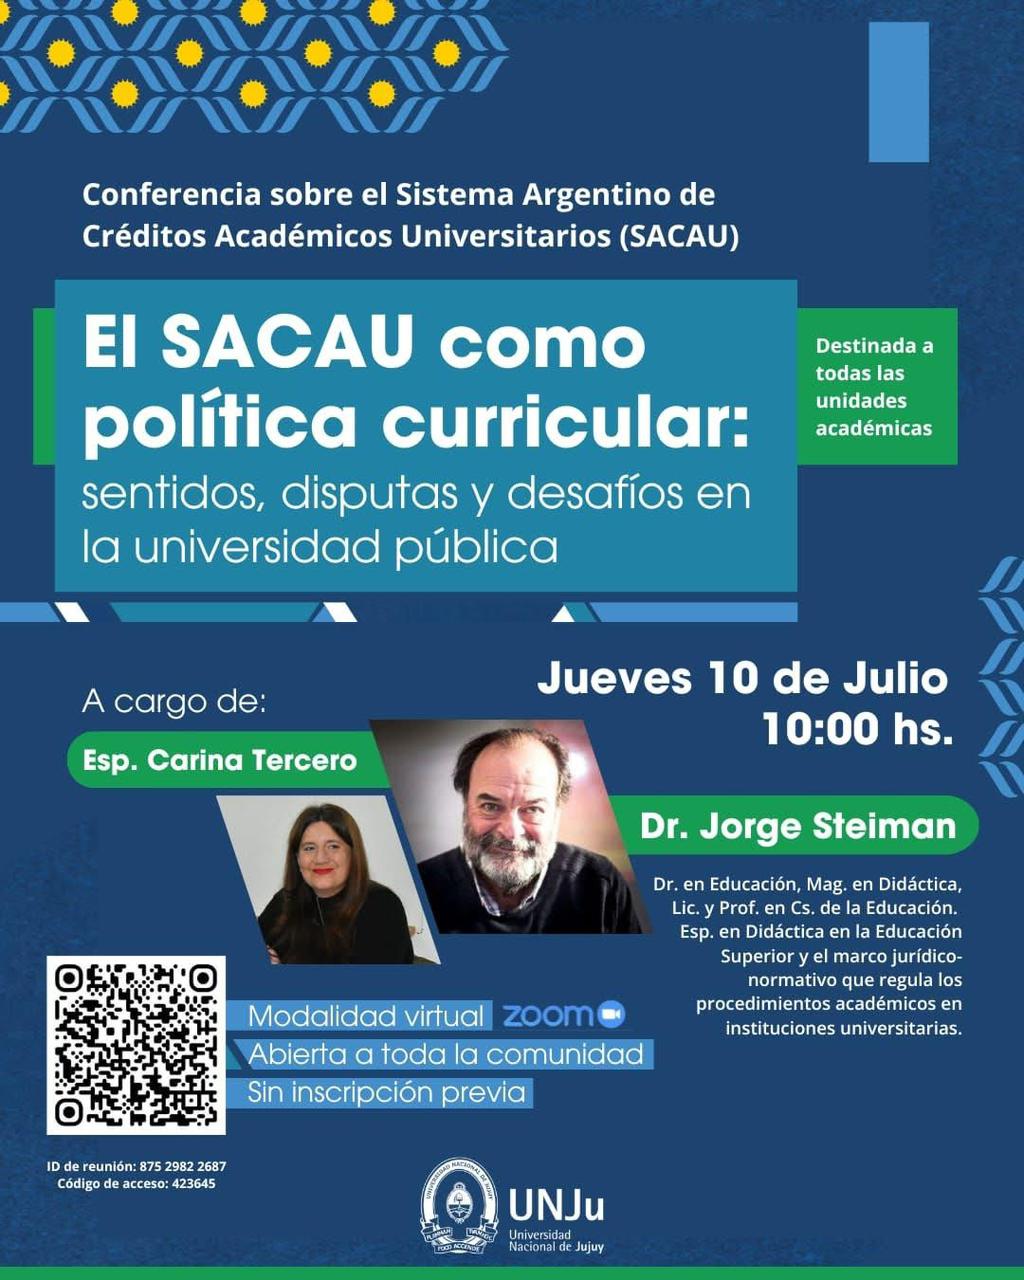 Conferencia sobre el Sistema Argentino de
Créditos Académicos Universitarios (SACAU)
El SACAU como
política curricular:
sentidos, disputas y desafíos en
la universidad pública
Destinada a
todas las
unidades
académicas
Jueves 10 de Julio
10:00 hs.
A cargo de:
Esp. Carina Tercero
Dr. Jorge Steiman
Dr. en Educación, Mag. en Didáctica,
Lic. y Prof. en Cs. de la Educación.
Esp. en Didáctica en la Educación
Superior y el marco jurídico-
normativo que regula los
procedimientos académicos en
instituciones universitarias.
Modalidad virtual zoom
Abierta a toda la comunidad
Sin inscripción previa
ID de reunión: 875 2982 2687
Código de acceso: 423645
UNIVERSIDAD NACIONAL DE JUJUY
UNJu
Universidad
Nacional de Jujuy